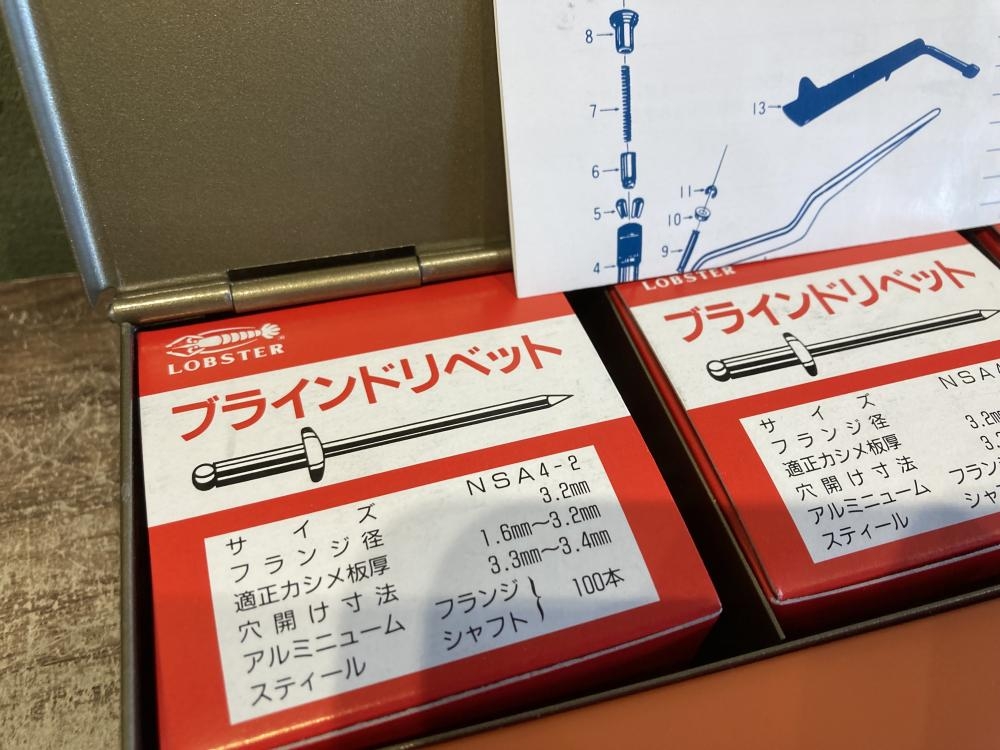 8
7
6
5
4
13
11
10
9
LOBSTER
ブラインドリベット
サイズ NSA4-2
フランジ径 3.2mm
適正カシメ板厚 1.6mm〜3.2mm
穴開け寸法 3.3mm〜3.4mm
アルミニューム フランジ
スティール シャフト
100本
LOBSTER
ブラインドリベット
サイズ
フランジ径 3.2m
適正カシメ板厚
穴開け寸法
アルミニューム フランジ
スティール